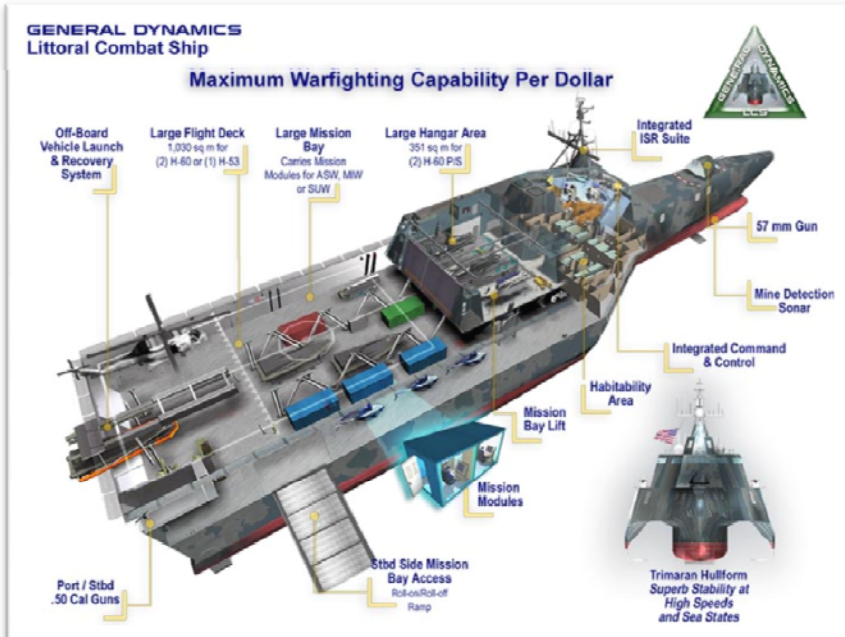 GENERAL DYNAMICS
Littoral Combat Ship
Maximum Warfighting Capability Per Dollar
GENERAL DYNAMICS
LCS
Off-Board
Vehicle Launch
& Recovery
System
Large Flight Deck
1,030 sq m for
(2) H-60 or (1) H-53
Large Mission
Bay
Carries Mission
Modules for ASW, MIW
or SUW
Large Hangar Area
351 sq m for
(2) H-60 P/S
Integrated
ISR Suite
57 mm Gun
Mine Detection
Sonar
Integrated Command
& Control
Habitability
Area
Mission
Bay Lift
Mission
Modules
Stbd Side Mission
Bay Access
Roll-on/Roll-off
Ramp
Port / Stbd
.50 Cal Guns
Trimaran Hullform
Superb Stability at
High Speeds
and Sea States